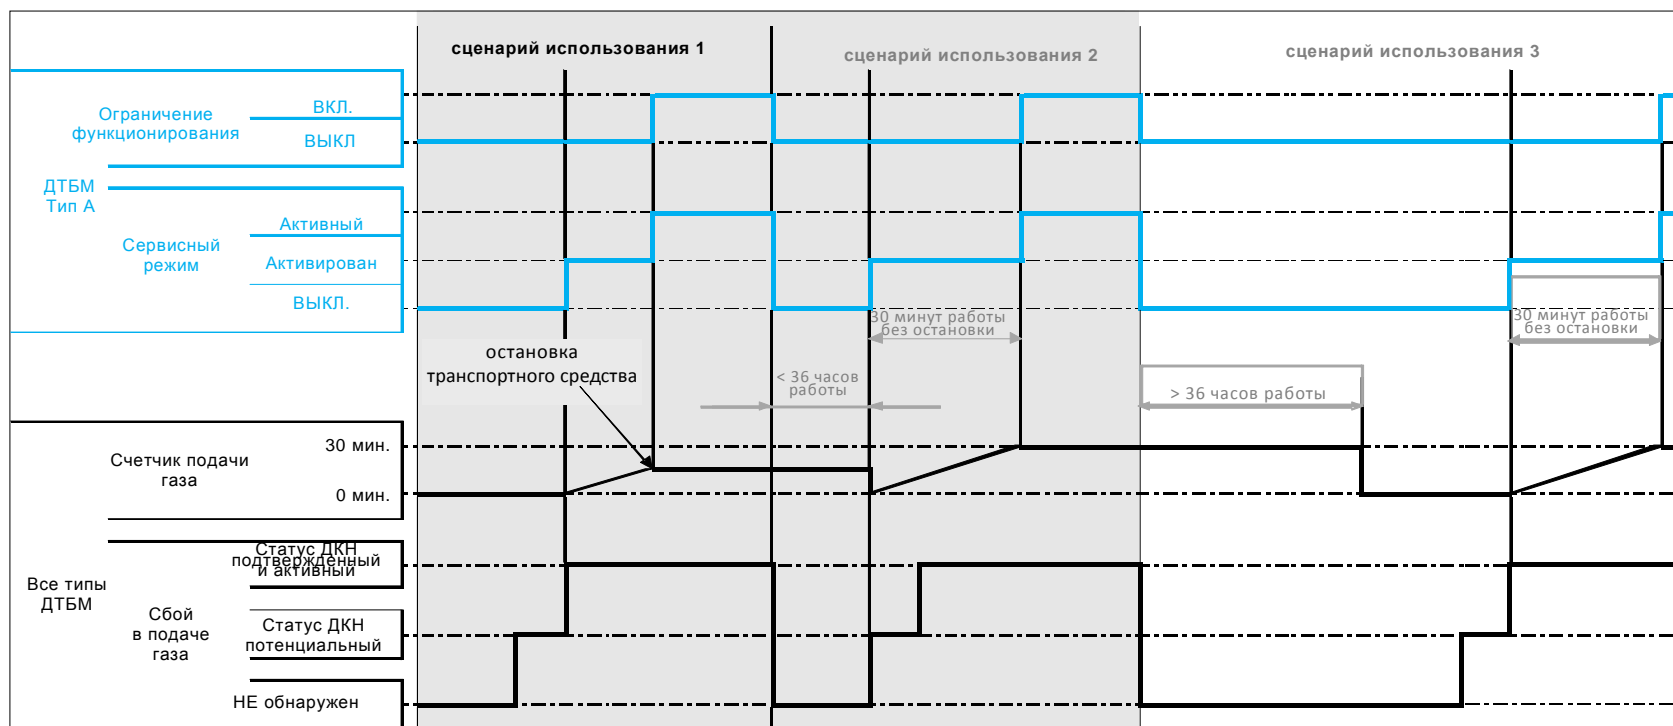 сценарий использования 1
сценарий использования 2
сценарий использования 3
Ограничение
функционирования
ВКЛ.
ВЫКЛ
ДТБМ
Тип А
Сервисный
режим
Активный
Активирован
ВЫКЛ.
30 минут работы
без остановки
30 минут работы
без остановки
остановка
транспортного средства
< 36 часов
работы
> 36 часов работы
Счетчик подачи
газа
30 мин.
0 мин.
Все типы
ДТБМ
Сбой
в подаче
газа
Статус ДКН
подтвержденный
и активный
Статус ДКН
потенциальный
НЕ обнаружен